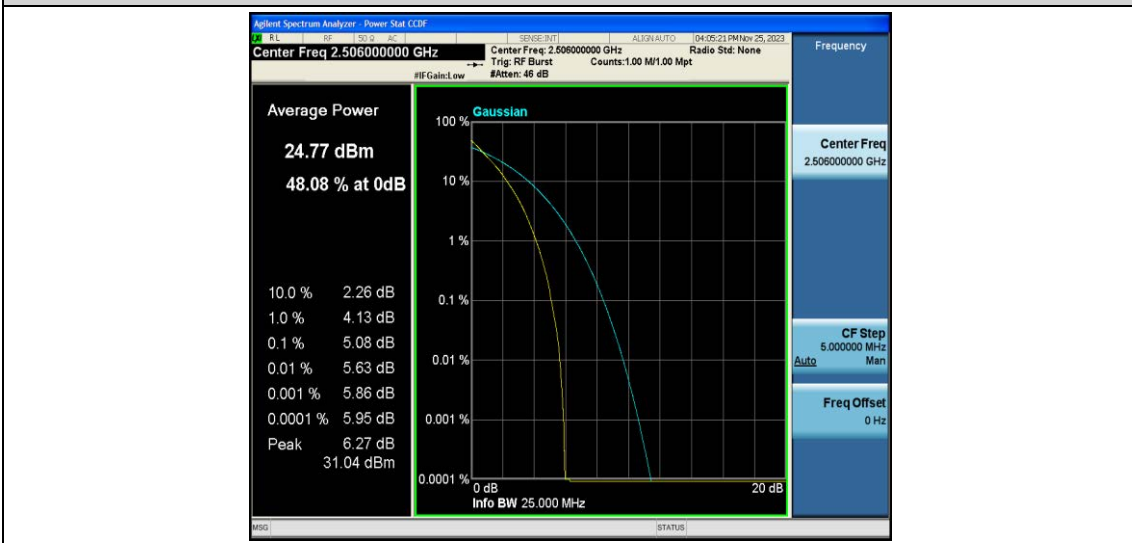 Agilent Spectrum Analyzer - Power Stat CCDF
RL RF 50 Ω AC SENSE:INT ALIGN AUTO 04:05:21 PM Nov 25, 2023
Center Freq 2.506000000 GHz
Center Freq: 2.506000000 GHz Radio Std: None
Trig: RF Burst Counts:1.00 M/1.00 Mpt
#IFGain:Low #Atten: 46 dB
Frequency
Average Power
24.77 dBm
48.08 % at 0dB
10.0 % 2.26 dB
1.0 % 4.13 dB
0.1 % 5.08 dB
0.01 % 5.63 dB
0.001 % 5.86 dB
0.0001 % 5.95 dB
Peak 6.27 dB
31.04 dBm
Gaussian
100 %
10 %
1 %
0.1 %
0.01 %
0.001 %
0.0001 %
0 dB 20 dB
Info BW 25.000 MHz
Center Freq
2.506000000 GHz
CF Step
5.000000 MHz
Auto Man
Freq Offset
0 Hz
MSG STATUS